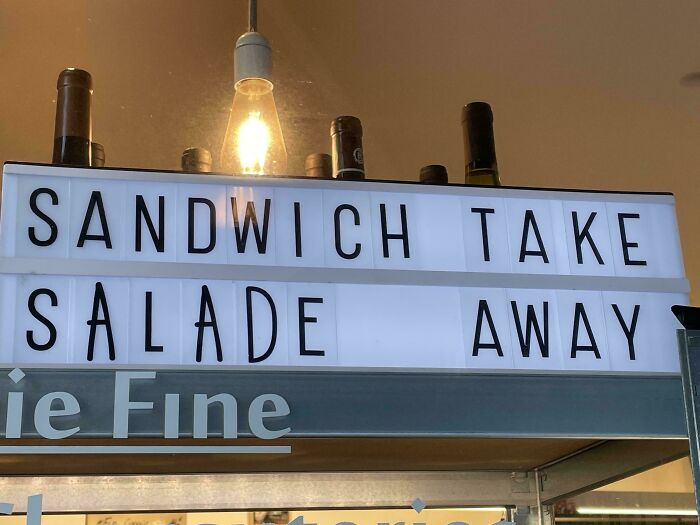 SANDWICH TAKE
SALADE AWAY
ie Fine